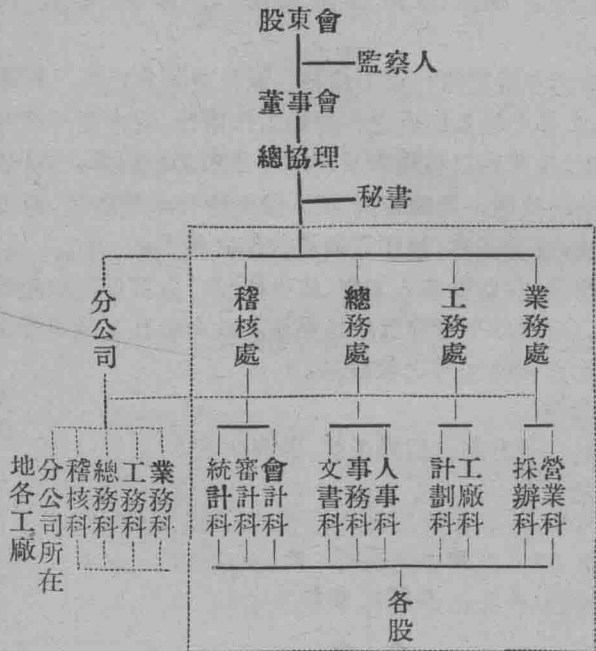 股東會
監察人
董事會
總協理
秘書
業務處
工務處
總務處
稽核處
分公司
營業科
採辦科
工廠科
計劃科
人事科
事務科
文書科
會計科
審計科
統計科
業務科
工務科
總務科
稽核科
分公司所在
地各工廠
各股